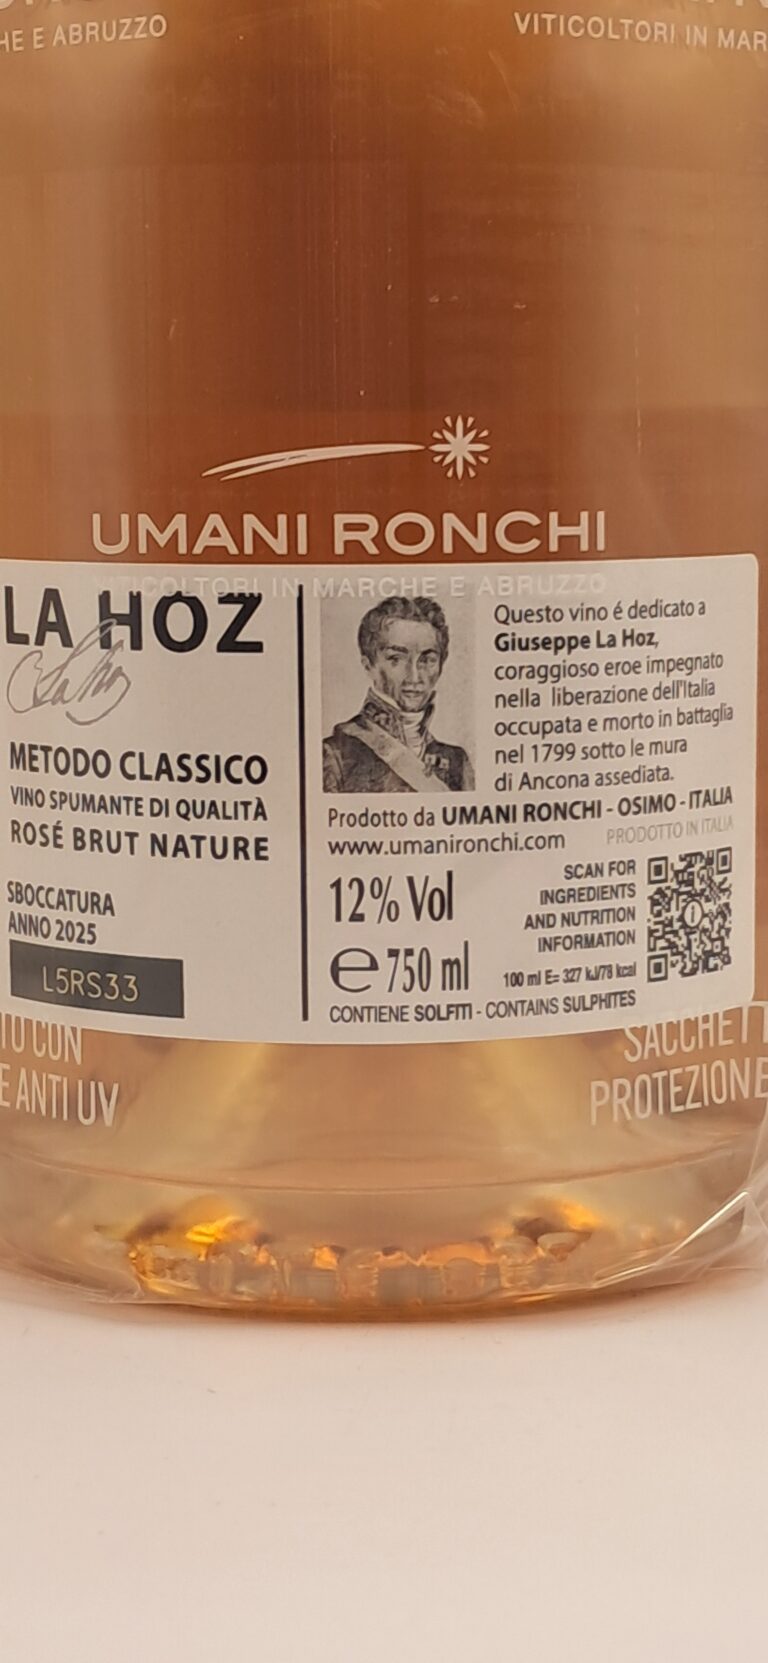 HE E ABRUZZO
VITICOLTORI IN MAR
UMANI RONCHI
VITICOLTORI IN MARCHE E ABRUZZO
LA HOZ
METODO CLASSICO
VINO SPUMANTE DI QUALITÀ
ROSÉ BRUT NATURE
SBOCCATURA
ANNO 2025
L5RS33
Questo vino é dedicato a
Giuseppe La Hoz,
coraggioso eroe impegnato
nella liberazione dell'Italia
occupata e morto in battaglia
nel 1799 sotto le mura
di Ancona assediata.
Prodotto da UMANI RONCHI - OSIMO - ITALIA
www.umanironchi.com
PRODOTTO IN ITALIA
12% Vol
e 750 ml
SCAN FOR
INGREDIENTS
AND NUTRITION
INFORMATION
100 ml E= 327 kJ/78 kcal
CONTIENE SOLFITI - CONTAINS SULPHITES
TO CON
E ANTI UV
SACCHETT
PROTEZIONE